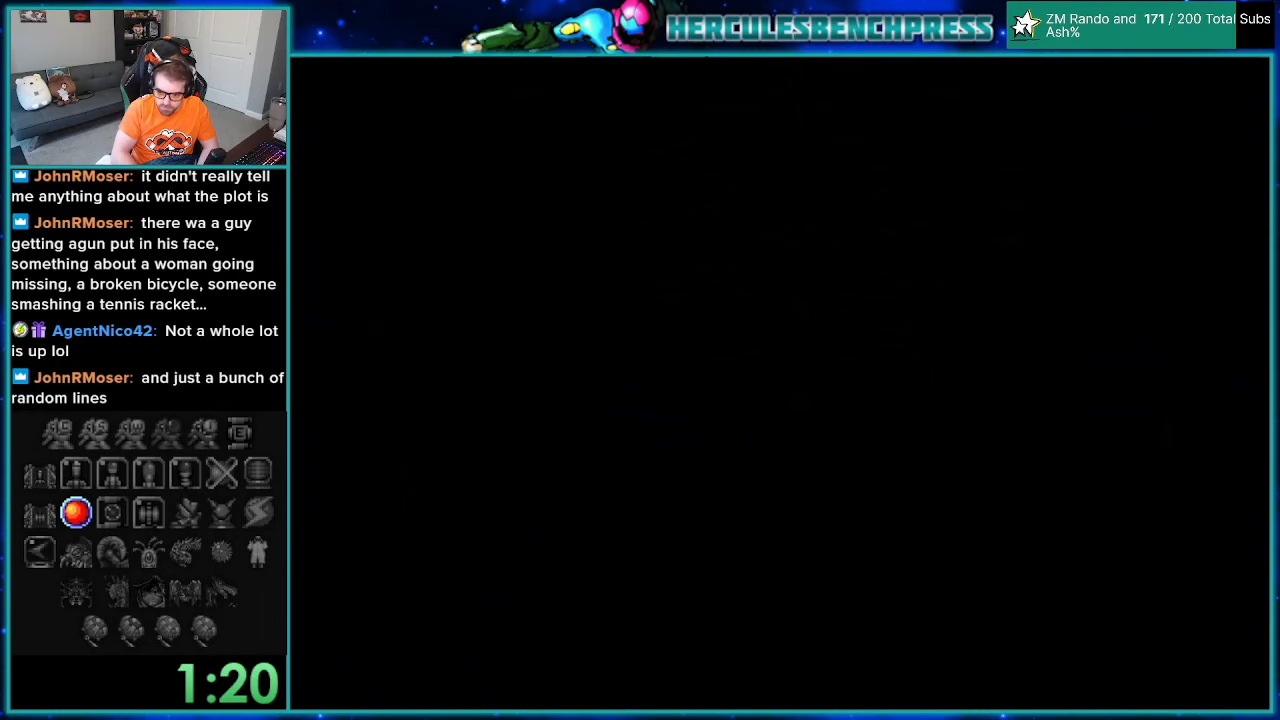 HERCULESBENCHPRESS
ZM Rando and 171 / 200 Total Subs
Ash%
JohnRMoser: it didn't really tell
me anything about what the plot is
JohnRMoser: there wa a guy
getting agun put in his face,
something about a woman going
missing, a broken bicycle, someone
smashing a tennis racket...
AgentNico42: Not a whole lot
is up lol
JohnRMoser: and just a bunch of
random lines
1:20